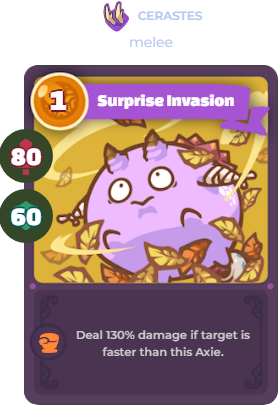 CERASTES
melee
1
Surprise Invasion
80
60
Deal 130% damage if target is
faster than this Axie.